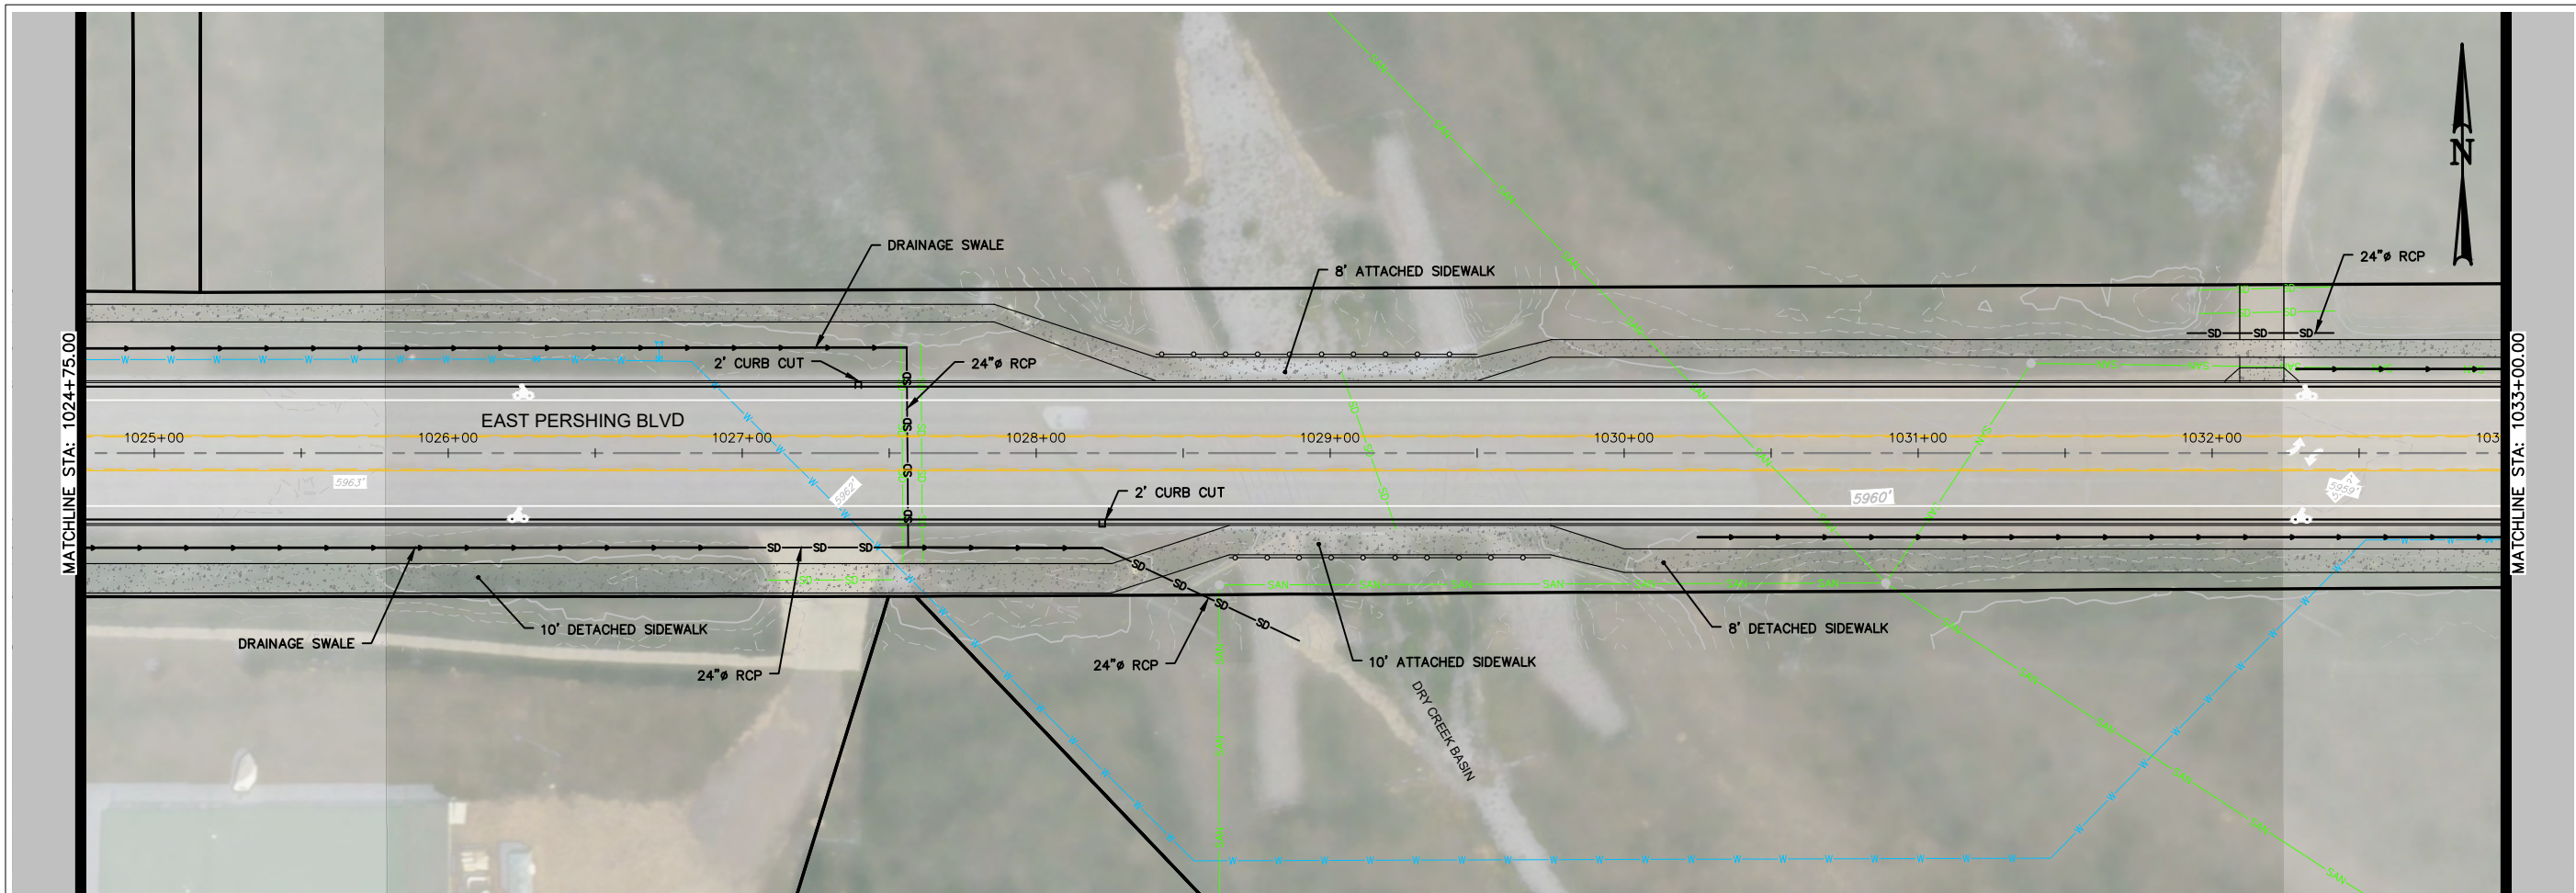 N
DRAINAGE SWALE
8' ATTACHED SIDEWALK
24"ø RCP
2' CURB CUT
24"ø RCP
EAST PERSHING BLVD
MATCHLINE STA: 1024+75.00
1025+00
1026+00
1027+00
1028+00
1029+00
1030+00
1031+00
1032+00
103
MATCHLINE STA: 1033+00.00
5963'
5962'
5960'
5959'
2' CURB CUT
DRAINAGE SWALE
10' DETACHED SIDEWALK
24"ø RCP
24"ø RCP
10' ATTACHED SIDEWALK
8' DETACHED SIDEWALK
DRY CREEK BASIN
W
SD
SAN